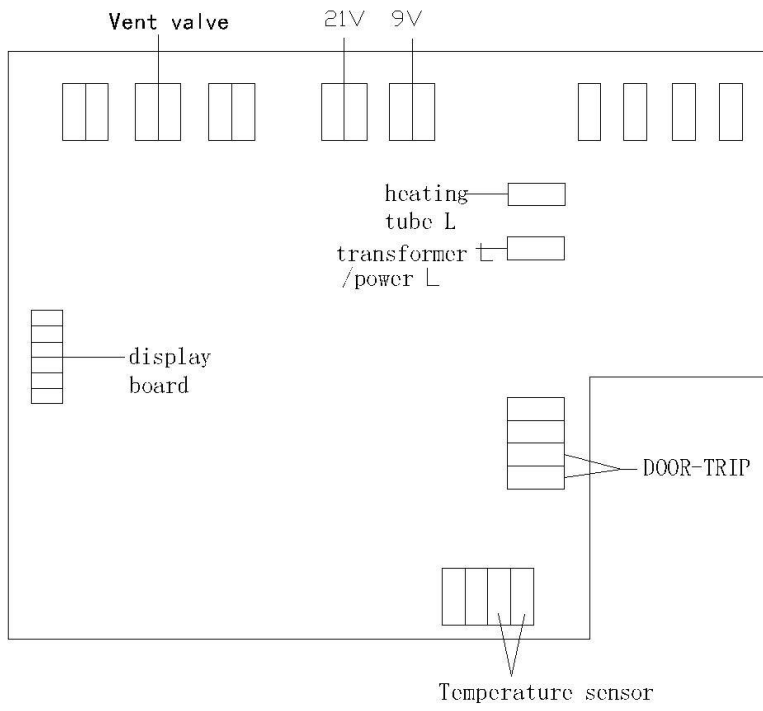 Vent valve
21V
9V
heating
tube L
transformer L
/power L
display
board
DOOR-TRIP
Temperature sensor